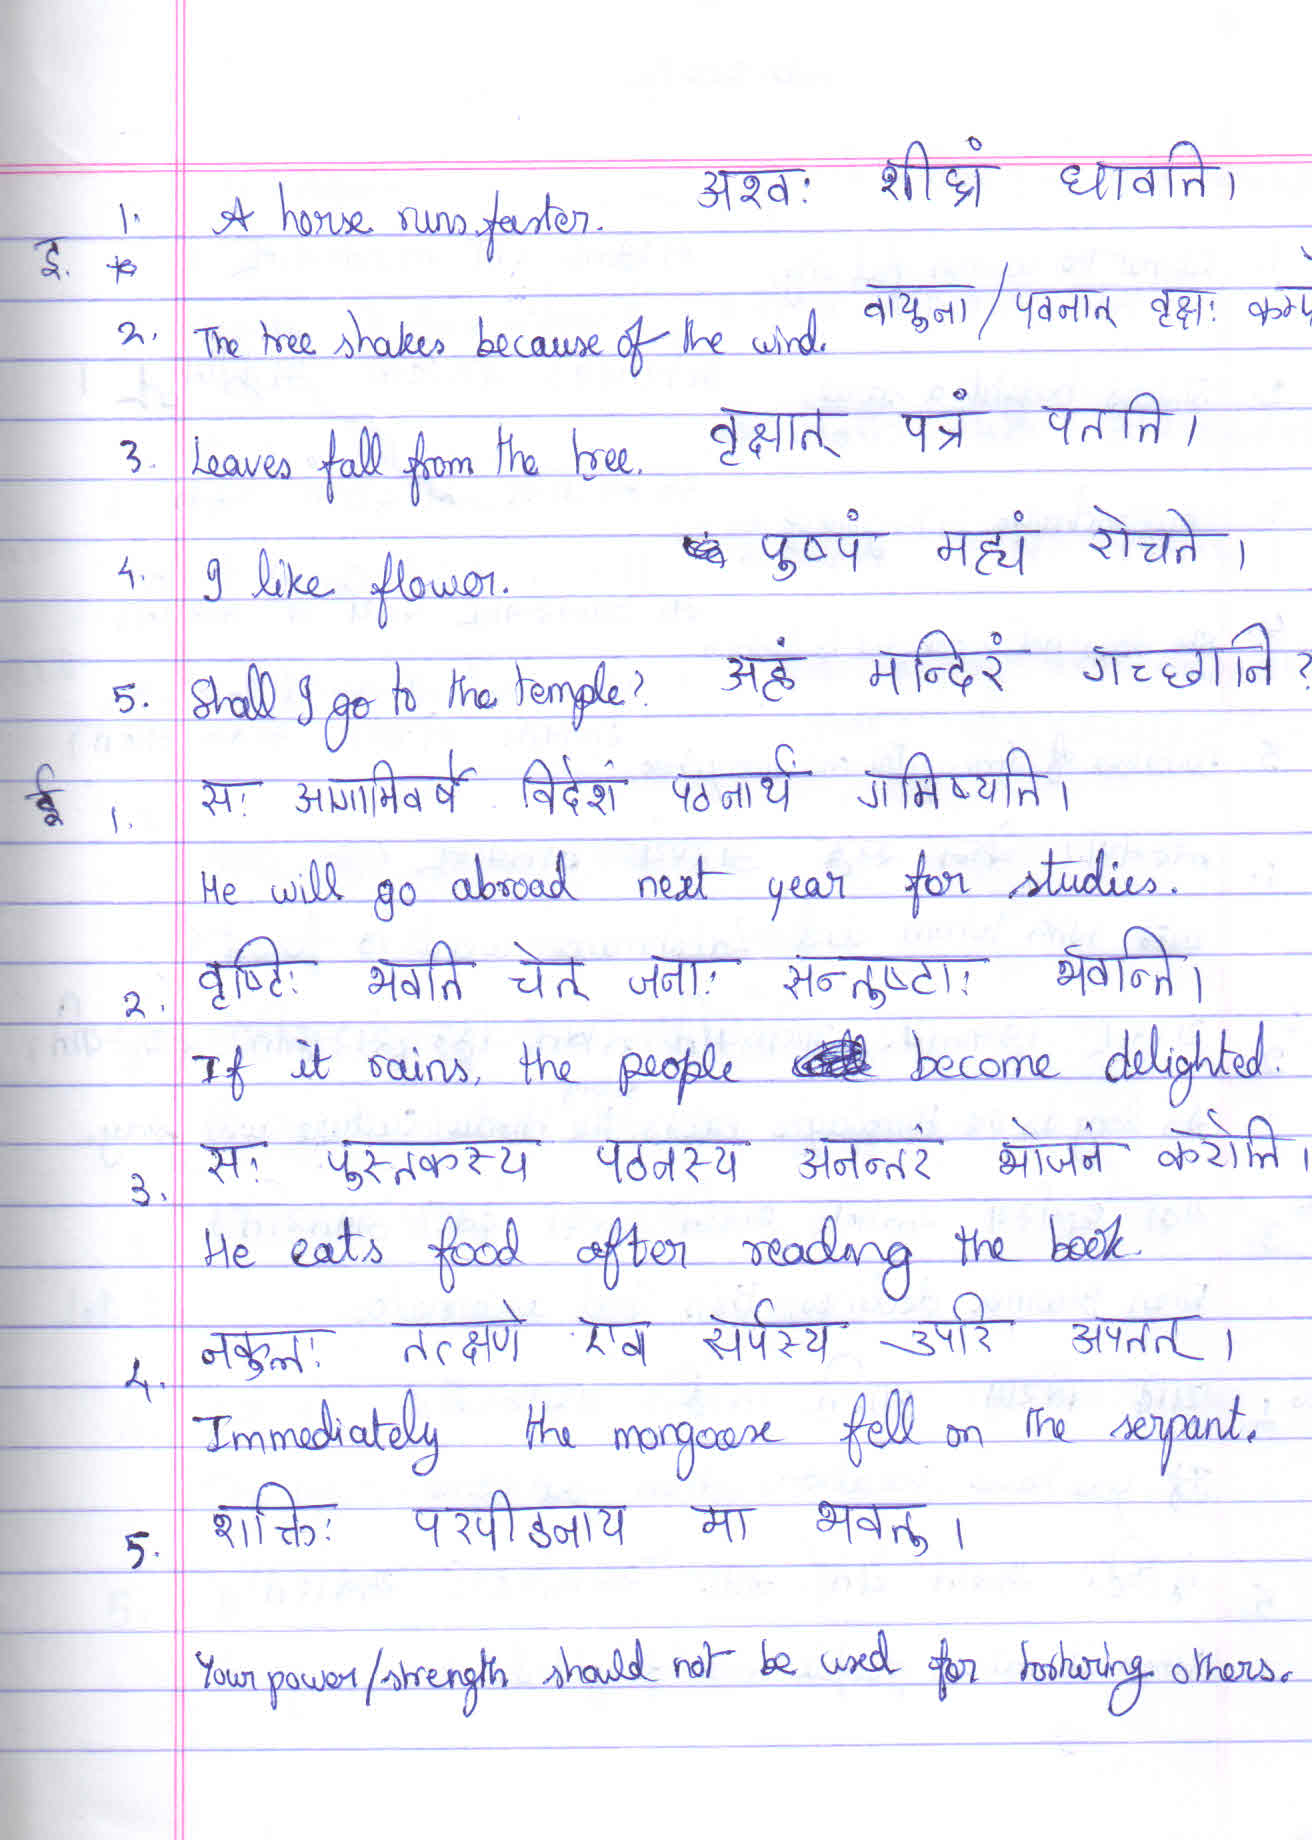 1. A horse runs faster. अश्वः शीघ्रं धावति।
इ.
2. The tree shakes because of the wind. वायुना / पवनात् वृक्षः
3. Leaves fall from the tree. वृक्षात् पत्रं पतति।
4. I like flower. पुष्पं मह्यं रोचते।
5. Shall I go to the temple? अहं मन्दिरं ?
ई 1. सः आगामिवर्षे विदेशं पठनार्थं गमिष्यति।
He will go abroad next year for studies.
2. वृष्टिः भवति चेत् जनाः सन्तुष्टाः भवन्ति।
If it rains, the people become delighted.
3. सः पुस्तकस्य पठनस्य अनन्तरं भोजनं करोति।
He eats food after reading the book.
4. नकुलः तत्क्षणे एव सर्पस्य उपरि अपतत्।
Immediately the mongoose fell on the serpant.
5. शक्तिः परपीडनाय मा भवतु।
Your power/strength should not be used for torturing others.